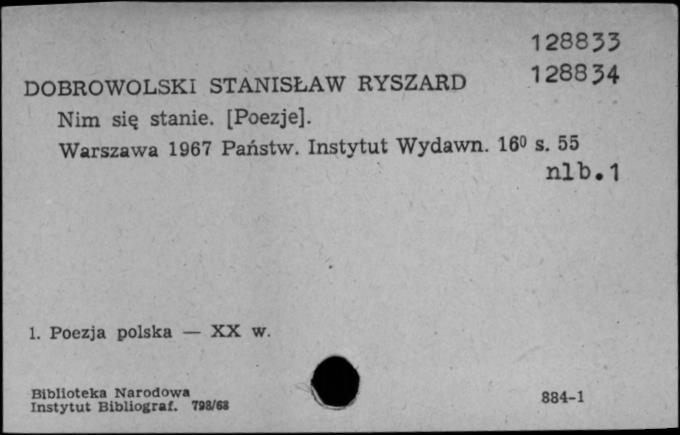 128833
128834
DOBROWOLSKI STANISŁAW RYSZARD
Nim się stanie. [Poezje].
Warszawa 1967 Państw. Instytut Wydawn. 16⁰ s. 55
nlb.1
1. Poezja polska — XX w.
Biblioteka Narodowa
Instytut Bibliograf. 798/68
884-1